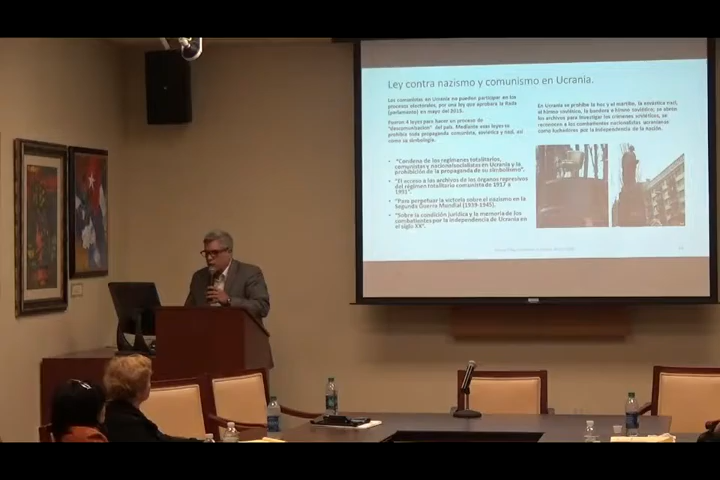 Ley contra nazismo y comunismo en Ucrania.
Los comunistas en Ucrania no pueden participar en los
procesos electorales, por una ley que aprobara la Rada
(parlamento) en mayo del 2015.
Fueron 4 leyes para hacer un proceso de
"descomunisation" del país. Mediante esas leyes se
prohíbe toda propaganda comunista, soviética y nazi, así
como su simbología.
• "Condena de los regímenes totalitarios,
comunistas y nacionalsocialistas en Ucrania y la
prohibición de la propaganda de su simbolismo".
• "El acceso a los archivos de los órganos represivos
del régimen totalitario comunista de 1917 a
1991".
• "Para perpetuar la victoria sobre el nazismo en la
Segunda Guerra Mundial (1939-1945).
• "Sobre la condición jurídica y la memoria de los
combatientes por la independencia de Ucrania en
el siglo XX".
En Ucrania se prohíbe la hoz y el martillo, la esvástica nazi,
el himno soviético, la bandera e himno soviético, se abren
los archivos para investigar los crímenes soviéticos, se
reconocen a los combatientes nacionalistas ucranianos
como luchadores por la independencia de la Nación.